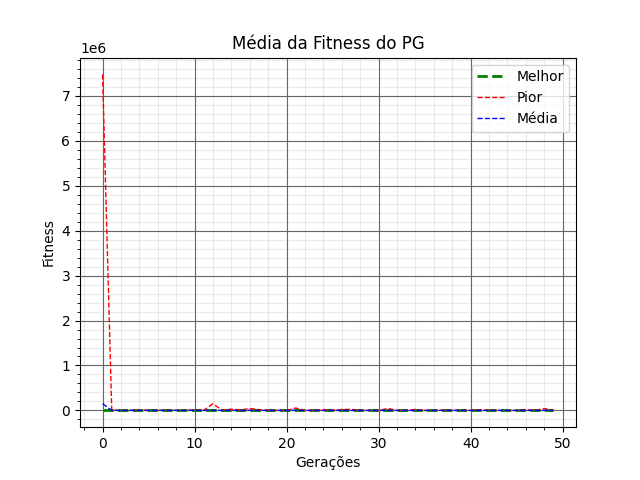 Média da Fitness do PG
1e6
Melhor
Pior
Média
7
6
5
4
3
2
1
0
Fitness
0 10 20 30 40 50
Gerações